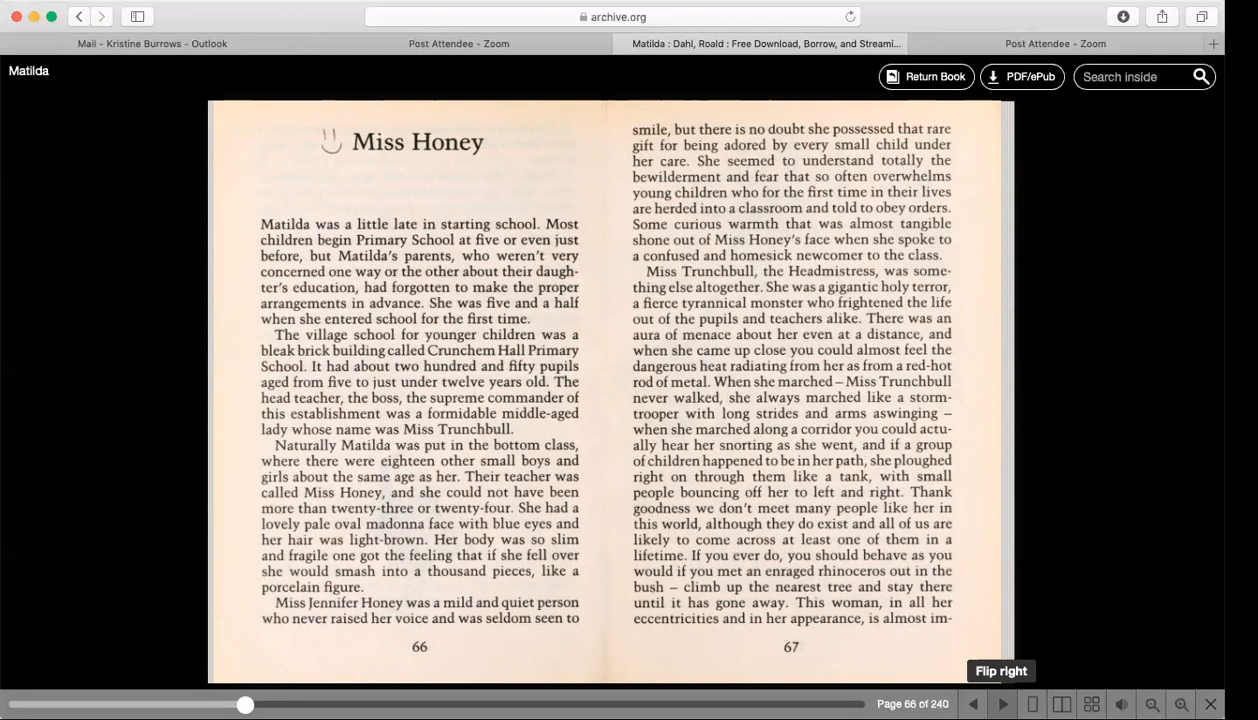 archive.org
Mail - Kristine Burrows - Outlook
Post Attendee - Zoom
Matilda : Dahl, Roald : Free Download, Borrow, and Streami...
Post Attendee - Zoom
Matilda
Return Book
PDF/ePub
Search inside
Miss Honey
Matilda was a little late in starting school. Most
children begin Primary School at five or even just
before, but Matilda's parents, who weren't very
concerned one way or the other about their daugh-
ter's education, had forgotten to make the proper
arrangements in advance. She was five and a half
when she entered school for the first time.
The village school for younger children was a
bleak brick building called Crunchem Hall Primary
School. It had about two hundred and fifty pupils
aged from five to just under twelve years old. The
head teacher, the boss, the supreme commander of
this establishment was a formidable middle-aged
lady whose name was Miss Trunchbull.
Naturally Matilda was put in the bottom class,
where there were eighteen other small boys and
girls about the same age as her. Their teacher was
called Miss Honey, and she could not have been
more than twenty-three or twenty-four. She had a
lovely pale oval madonna face with blue eyes and
her hair was light-brown. Her body was so slim
and fragile one got the feeling that if she fell over
she would smash into a thousand pieces, like a
porcelain figure.
Miss Jennifer Honey was a mild and quiet person
who never raised her voice and was seldom seen to
66
smile, but there is no doubt she possessed that rare
gift for being adored by every small child under
her care. She seemed to understand totally the
bewilderment and fear that so often overwhelms
young children who for the first time in their lives
are herded into a classroom and told to obey orders.
Some curious warmth that was almost tangible
shone out of Miss Honey's face when she spoke to
a confused and homesick newcomer to the class.
Miss Trunchbull, the Headmistress, was some-
thing else altogether. She was a gigantic holy terror,
a fierce tyrannical monster who frightened the life
out of the pupils and teachers alike. There was an
aura of menace about her even at a distance, and
when she came up close you could almost feel the
dangerous heat radiating from her as from a red-hot
rod of metal. When she marched – Miss Trunchbull
never walked, she always marched like a storm-
trooper with long strides and arms aswinging –
when she marched along a corridor you could actu-
ally hear her snorting as she went, and if a group
of children happened to be in her path, she ploughed
right on through them like a tank, with small
people bouncing off her to left and right. Thank
goodness we don't meet many people like her in
this world, although they do exist and all of us are
likely to come across at least one of them in a
lifetime. If you ever do, you should behave as you
would if you met an enraged rhinoceros out in the
bush – climb up the nearest tree and stay there
until it has gone away. This woman, in all her
eccentricities and in her appearance, is almost im-
67
Flip right
Page 66 of 240